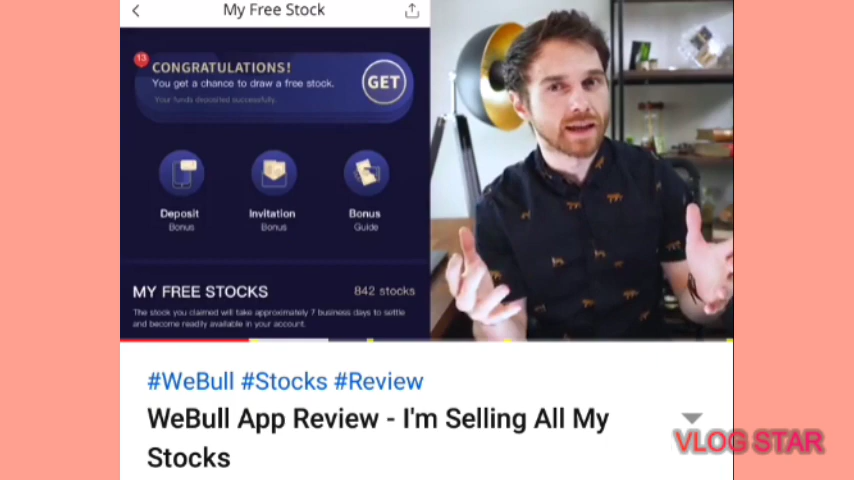 My Free Stock
13
CONGRATULATIONS!
You get a chance to draw a free stock.
Your funds deposited successfully.
GET
Deposit
Bonus
Invitation
Bonus
Bonus
Guide
MY FREE STOCKS
842 stocks
The stock you claimed will take approximately 7 business days to settle
and become readily available in your account.
#WeBull #Stocks #Review
WeBull App Review - I'm Selling All My
Stocks
VLOG STAR